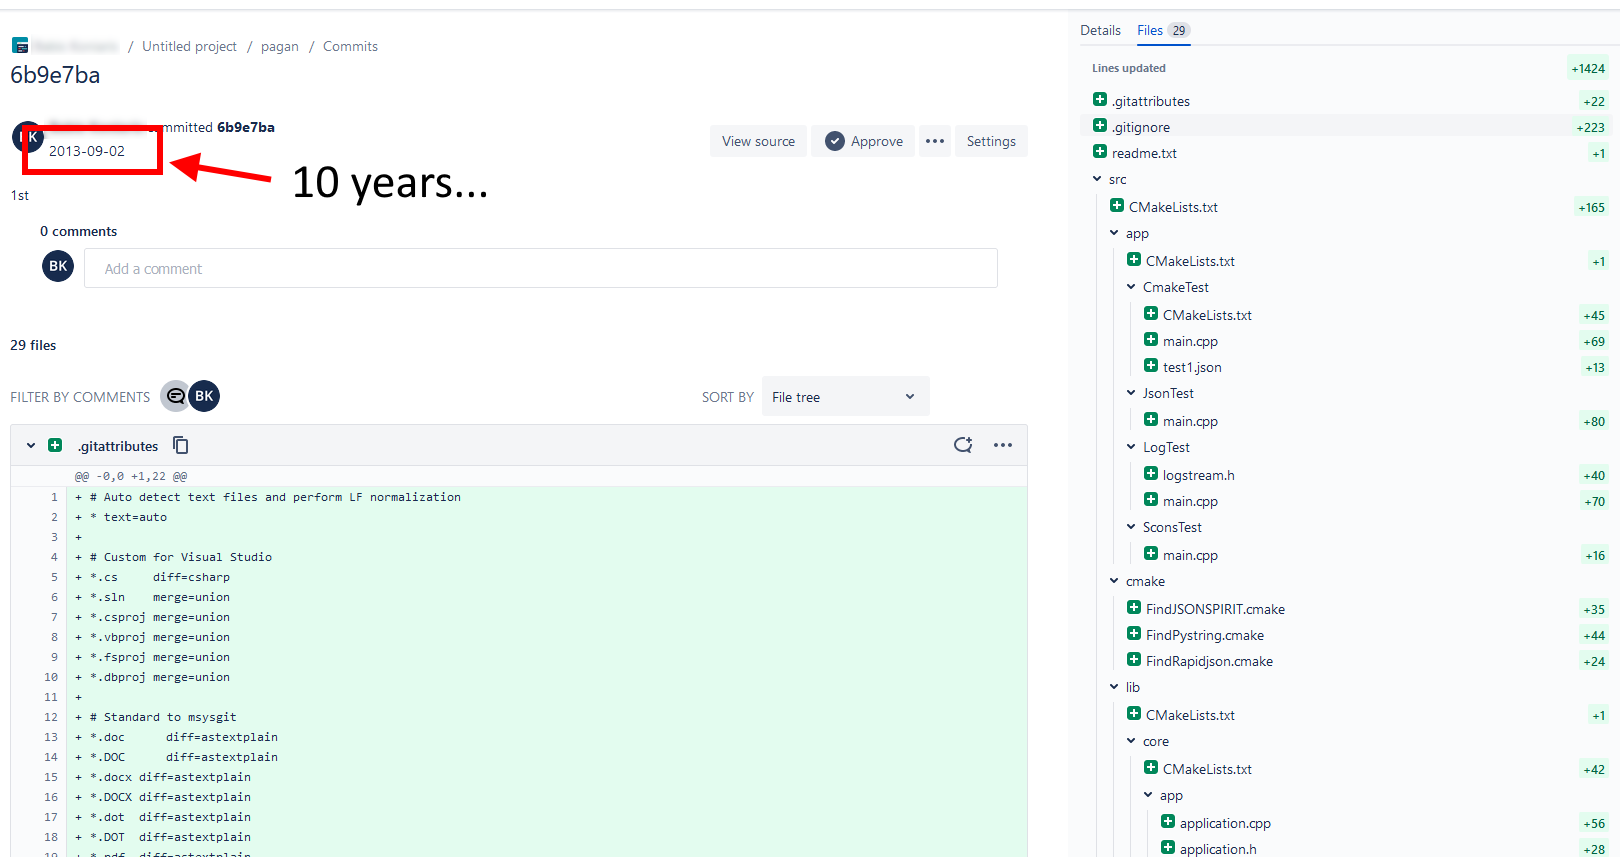 / Untitled project / pagan / Commits
6b9e7ba
committed 6b9e7ba
2013-09-02
10 years...
View source
Approve
Settings
1st
0 comments
BK
Add a comment
29 files
FILTER BY COMMENTS
BK
SORT BY
File tree
.gitattributes
@@ -0,0 +1,22 @@
1 + # Auto detect text files and perform LF normalization
2 + * text=auto
3 +
4 + # Custom for Visual Studio
5 + *.cs     diff=csharp
6 + *.sln    merge=union
7 + *.csproj merge=union
8 + *.vbproj merge=union
9 + *.fsproj merge=union
10 + *.dbproj merge=union
11 +
12 + # Standard to msysgit
13 + *.doc      diff=astextplain
14 + *.DOC      diff=astextplain
15 + *.docx diff=astextplain
16 + *.DOCX diff=astextplain
17 + *.dot  diff=astextplain
18 + *.DOT  diff=astextplain
19 + *.pdf  diff=astextplain
Details Files 29
Lines updated +1424
.gitattributes +22
.gitignore +223
readme.txt +1
src
CMakeLists.txt +165
app
CMakeLists.txt +1
CmakeTest
CMakeLists.txt +45
main.cpp +69
test1.json +13
JsonTest
main.cpp +80
LogTest
logstream.h +40
main.cpp +70
SconsTest
main.cpp +16
cmake
FindJSONSPIRIT.cmake +35
FindPystring.cmake +44
FindRapidjson.cmake +24
lib
CMakeLists.txt +1
core
CMakeLists.txt +42
app
application.cpp +56
application.h +28